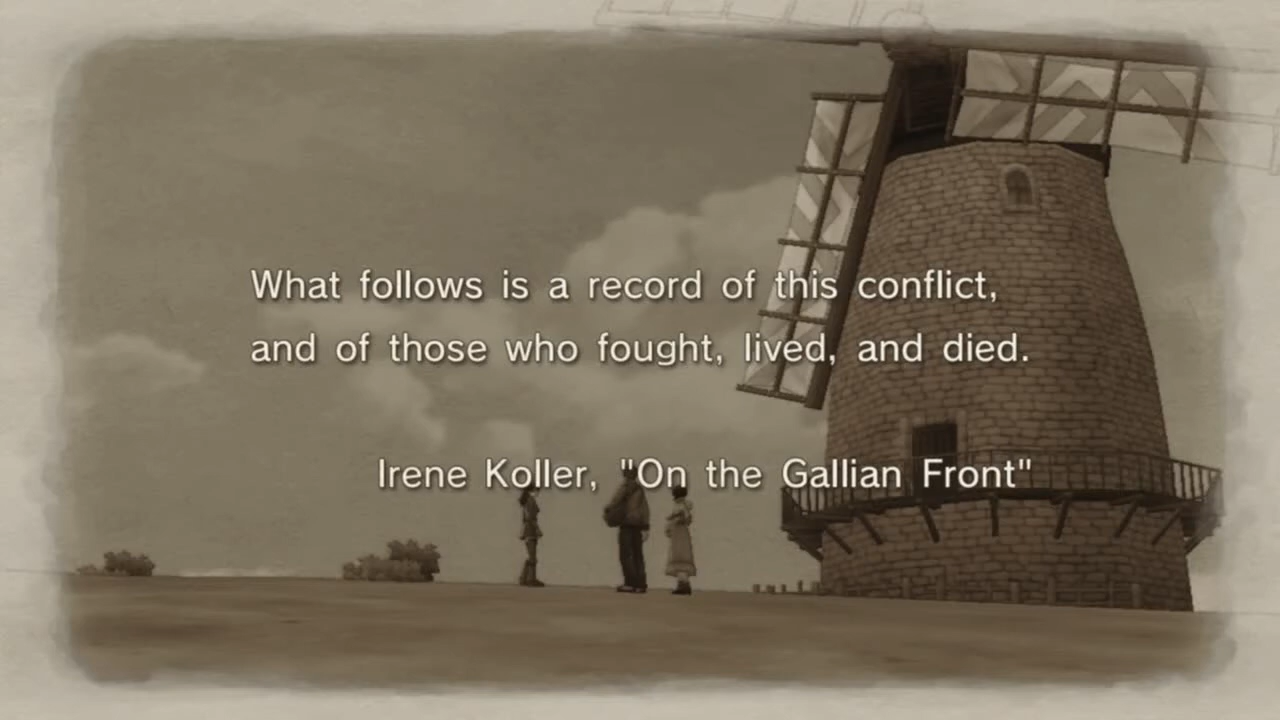 What follows is a record of this conflict,
and of those who fought, lived, and died.
Irene Koller, "On the Gallian Front"